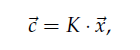 c⃗ = K · x⃗,